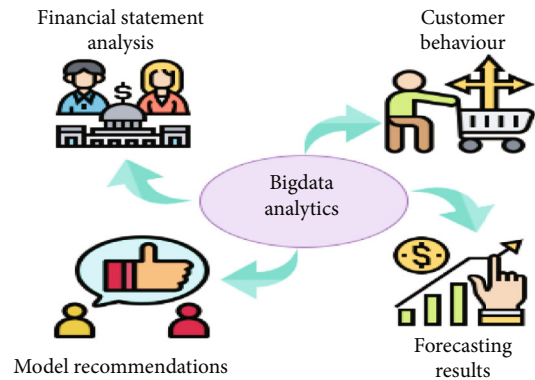 Financial statement
analysis
Customer
behaviour
$
Bigdata
analytics
$
Model recommendations
Forecasting
results